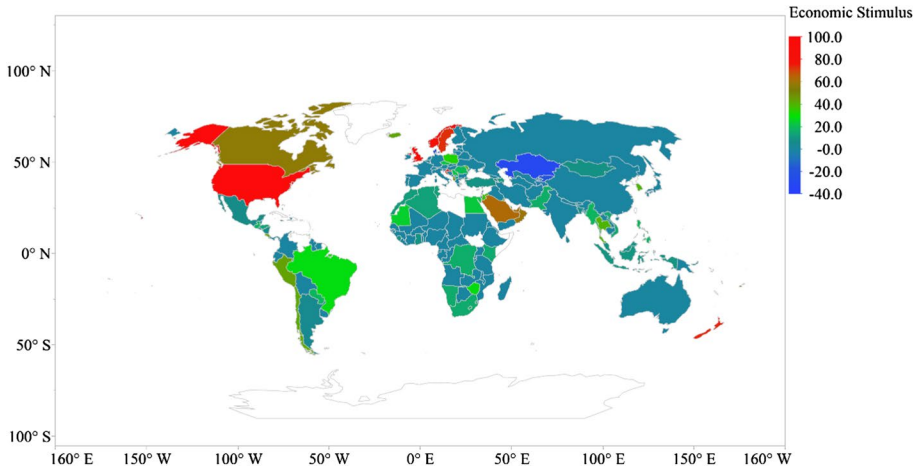 Economic Stimulus
100.0
80.0
60.0
40.0
20.0
-0.0
-20.0
-40.0
100° N
50° N
0° N
50° S
100° S
160° E
150° W
100° W
50° W
0° E
50° E
100° E
150° E
160° W